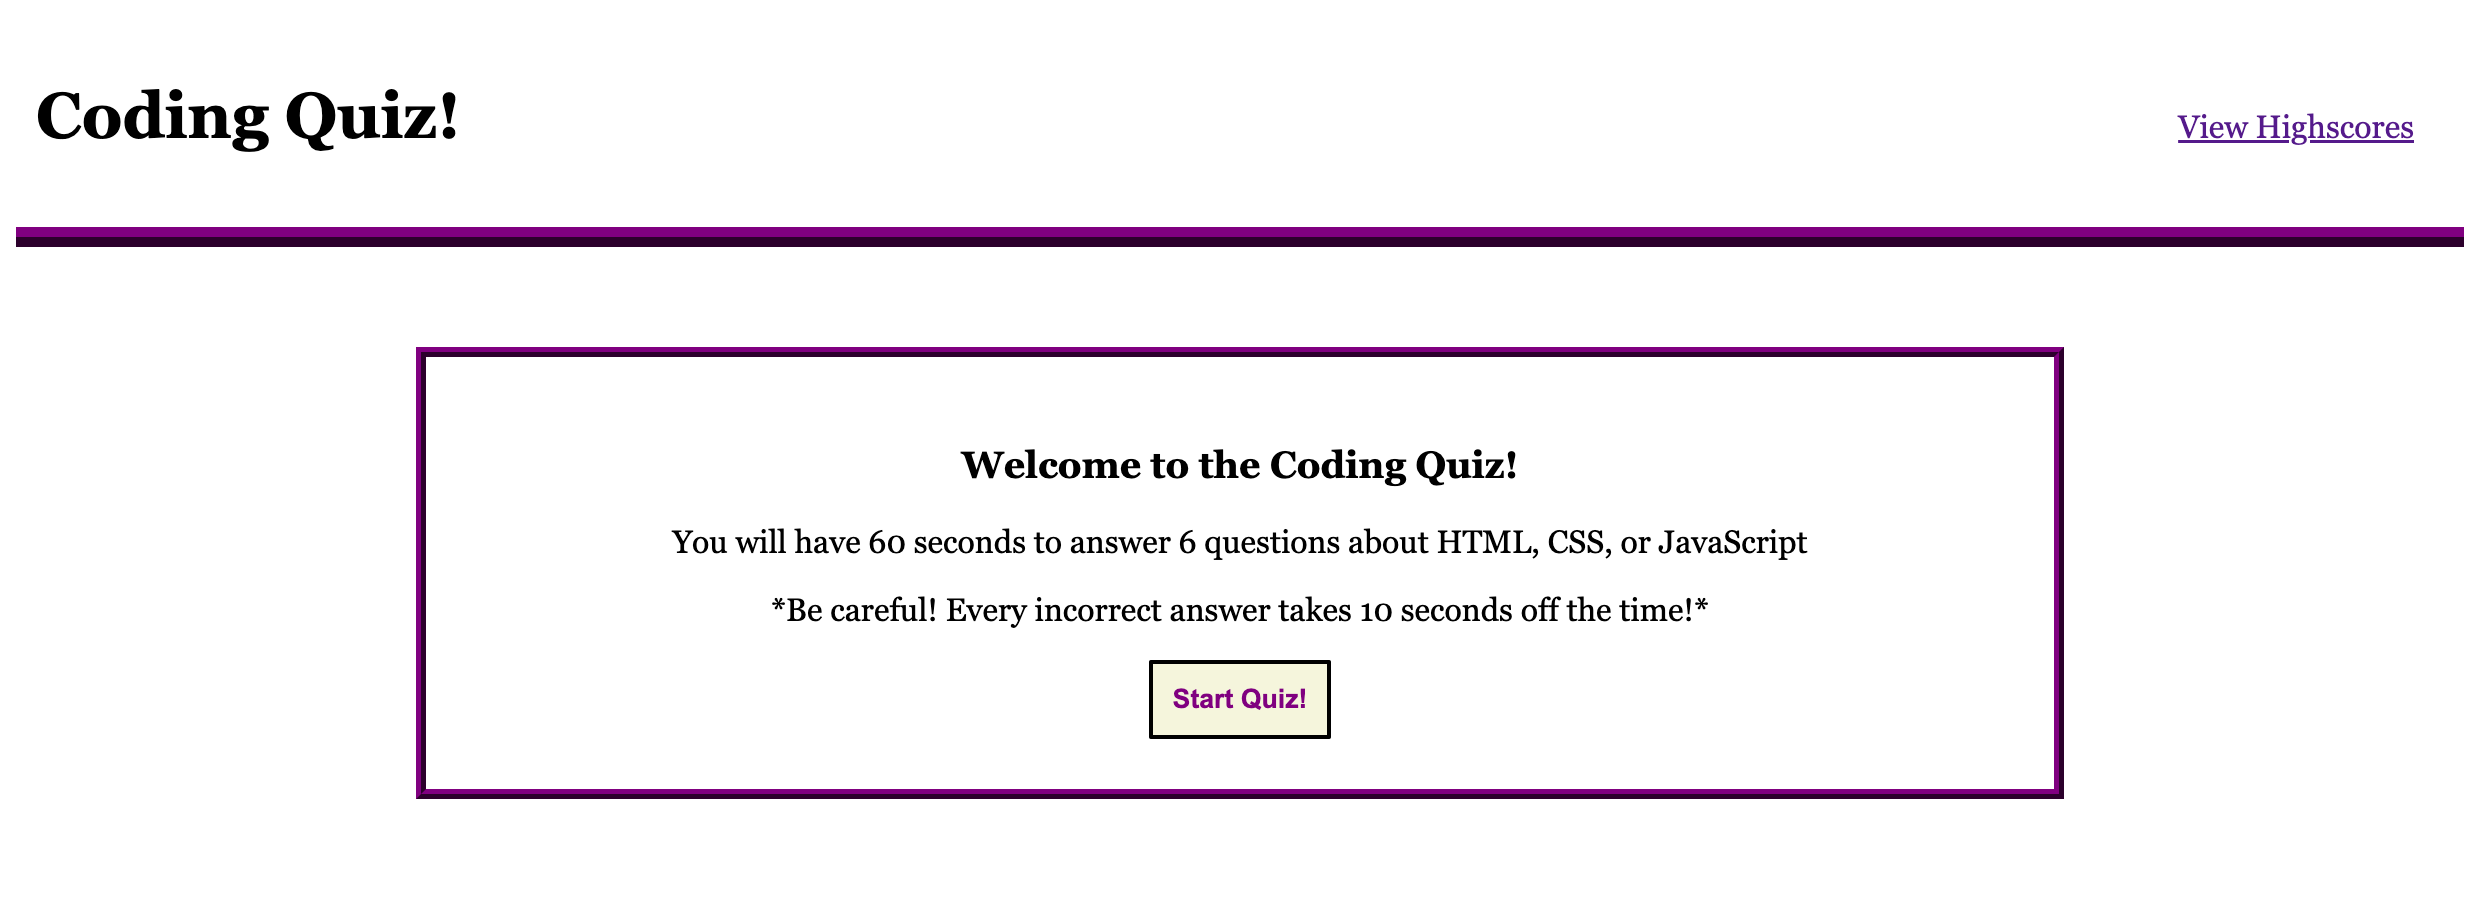 Coding Quiz!
View Highscores
Welcome to the Coding Quiz!
You will have 60 seconds to answer 6 questions about HTML, CSS, or JavaScript
*Be careful! Every incorrect answer takes 10 seconds off the time!*
Start Quiz!